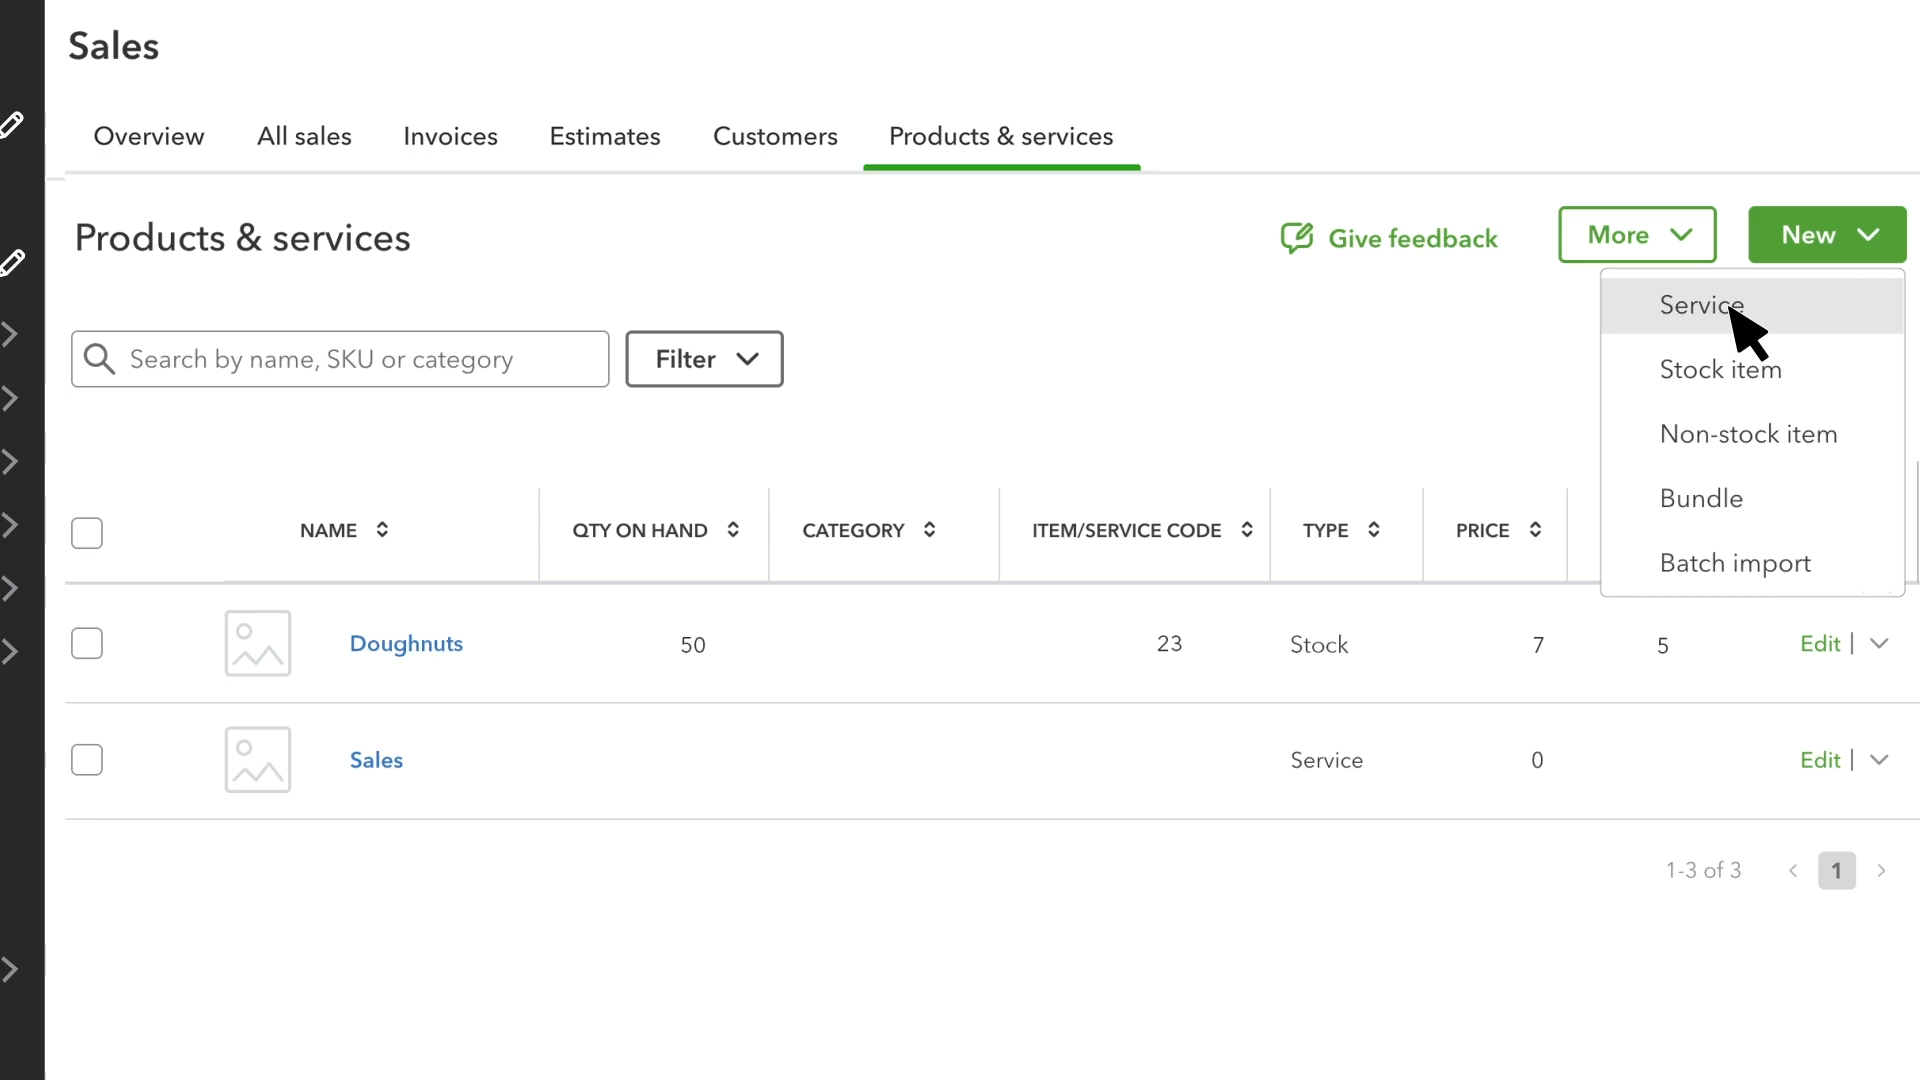 Sales
Overview All sales Invoices Estimates Customers Products & services
Products & services Give feedback More New
Service
Search by name, SKU or category Filter
Stock item
Non-stock item
Bundle
NAME QTY ON HAND CATEGORY ITEM/SERVICE CODE TYPE PRICE
Batch import
Doughnuts 50 23 Stock 7 5 Edit |
Sales Service 0 Edit |
1-3 of 3 < 1 >